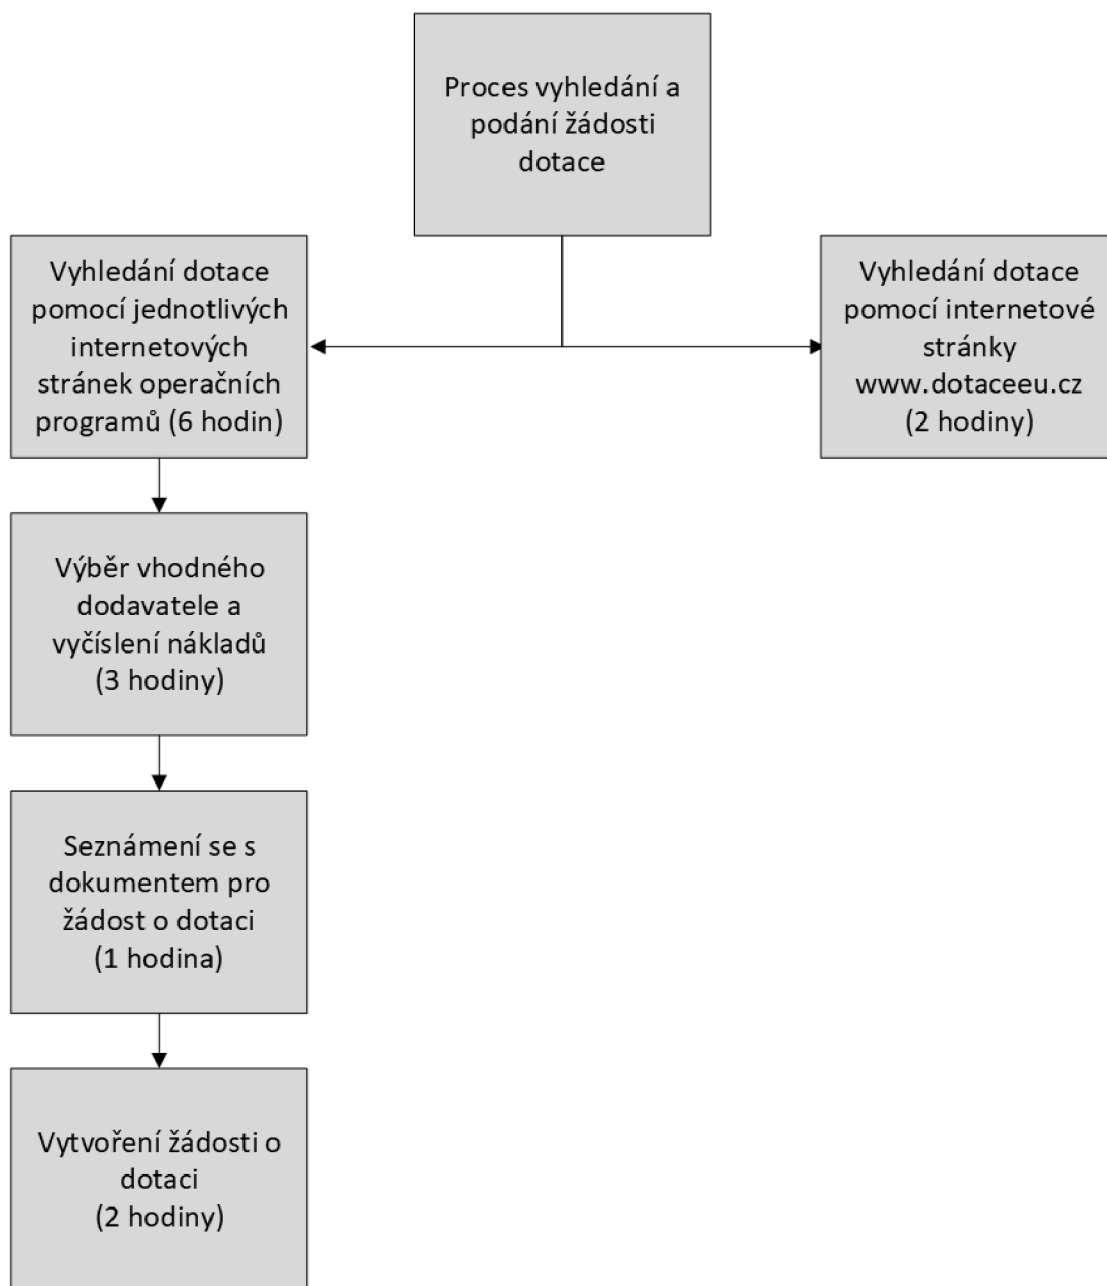 Proces vyhledání a
podání žádosti
dotace
Vyhledání dotace
pomocí jednotlivých
internetových
stránek operačních
programů (6 hodin)
Vyhledání dotace
pomocí internetové
stránky
www.dotaceeu.cz
(2 hodiny)
Výběr vhodného
dodavatele a
vyčíslení nákladů
(3 hodiny)
Seznámení se s
dokumentem pro
žádost o dotaci
(1 hodina)
Vytvoření žádosti o
dotaci
(2 hodiny)